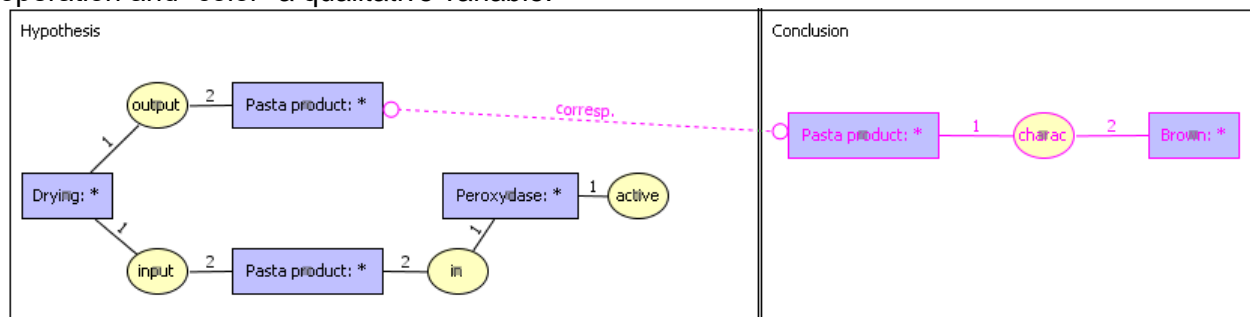 operation and "color" a qualitative variable.
Hypothesis
Conclusion
output
2
Pasta product: *
corresp.
Pasta product: *
1
charac
2
Brown: *
1
Drying: *
Peroxydase: *
1
active
1
1
input
2
Pasta product: *
2
in